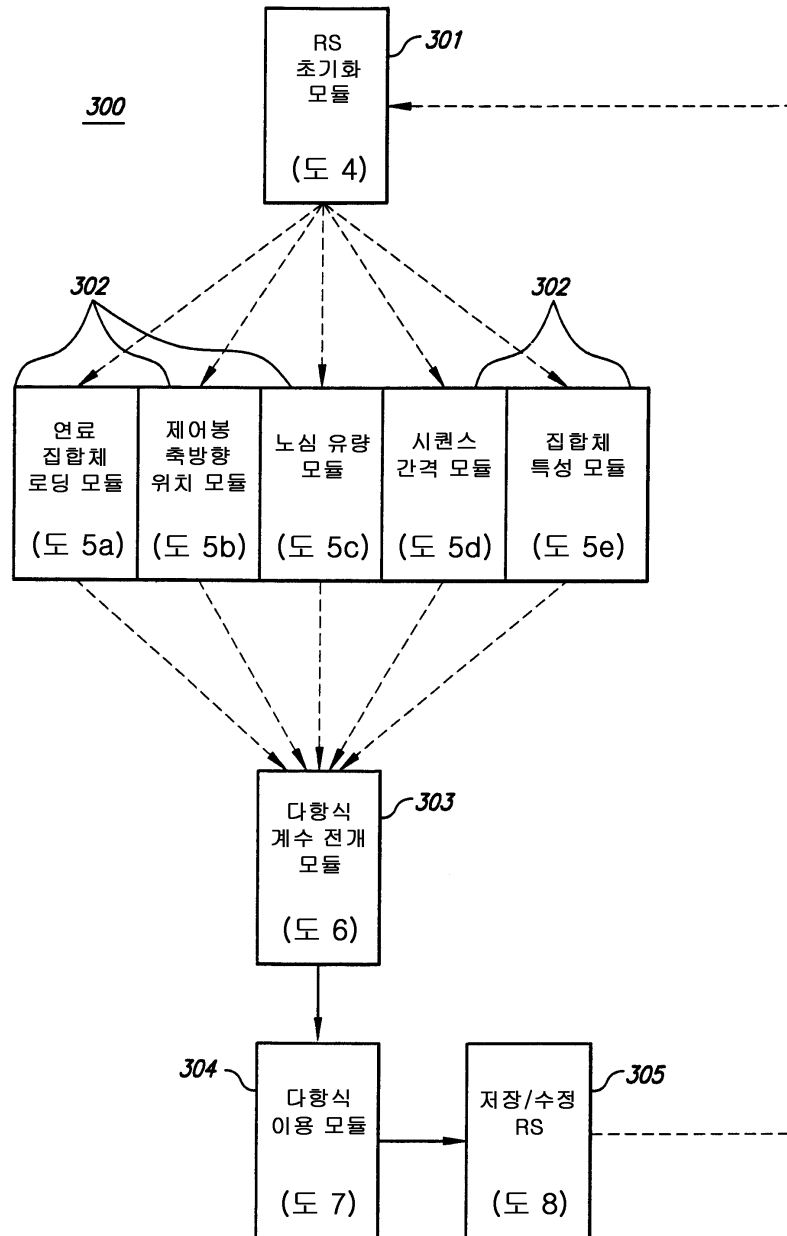 RS
초기화
모듈
(도 4)
301
300
302
302
연료
집합체
로딩 모듈
(도 5a)
제어봉
축방향
위치 모듈
(도 5b)
노심 유량
모듈
(도 5c)
시퀀스
간격 모듈
(도 5d)
집합체
특성 모듈
(도 5e)
다항식
계수 전개
모듈
(도 6)
303
304
다항식
이용 모듈
(도 7)
저장/수정
RS
(도 8)
305